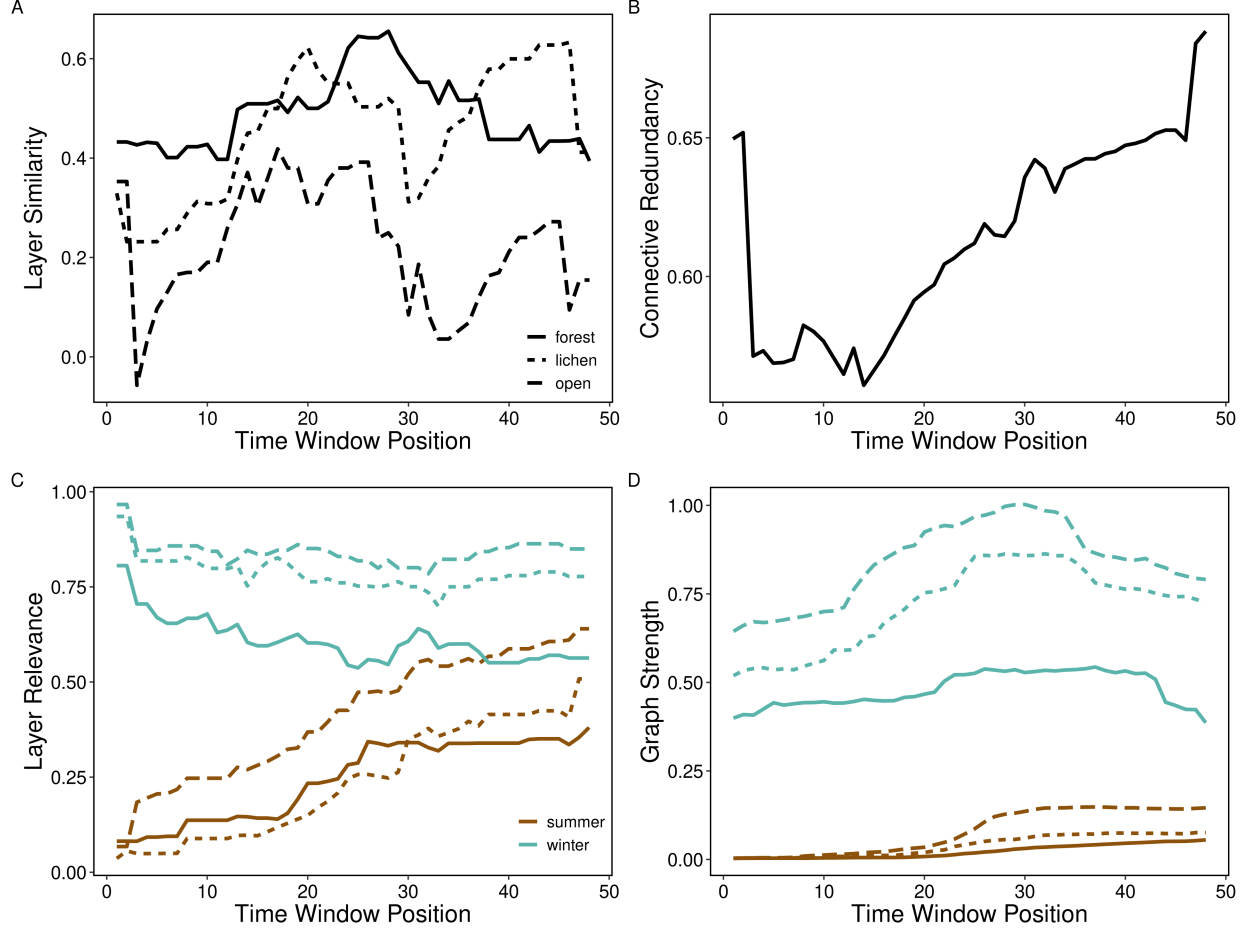 A
Layer Similarity
0.6
0.4
0.2
0.0
forest
lichen
open
0 10 20 30 40 50
Time Window Position
B
Connective Redundancy
0.65
0.60
0 10 20 30 40 50
Time Window Position
C
Layer Relevance
1.00
0.75
0.50
0.25
0.00
summer
winter
0 10 20 30 40 50
Time Window Position
D
Graph Strength
1.00
0.75
0.50
0.25
0.00
0 10 20 30 40 50
Time Window Position